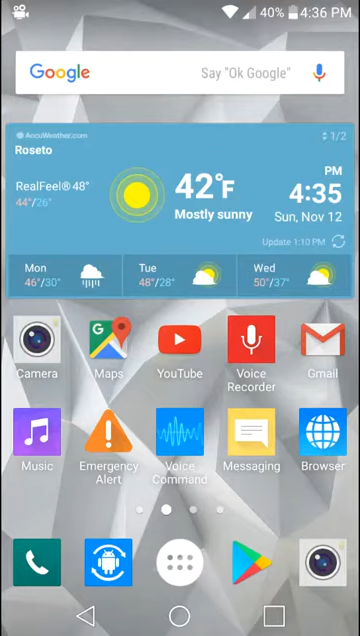 40% 4:36 PM
Google Say "Ok Google"
AccuWeather.com 1/2
Roseto
RealFeel® 48°
44°/26°
42°F
Mostly sunny
PM
4:35
Sun, Nov 12
Update 1:10 PM
Mon
46°/30°
Tue
48°/28°
Wed
50°/37°
Camera
Maps
YouTube
Voice
Recorder
Gmail
Music
Emergency
Alert
Voice
Command
Messaging
Browser